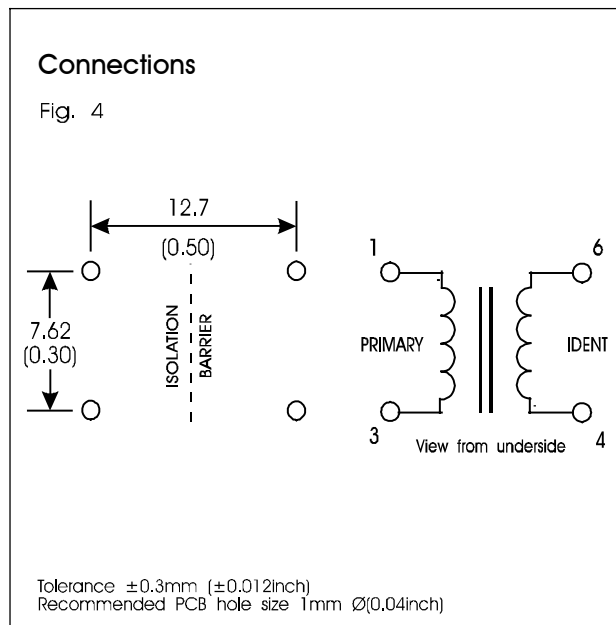 Connections
Fig. 4
12.7
(0.50)
7.62
(0.30)
ISOLATION
BARRIER
1
6
PRIMARY
IDENT
3
4
View from underside
Tolerance ±0.3mm (±0.012inch)
Recommended PCB hole size 1mm Ø(0.04inch)